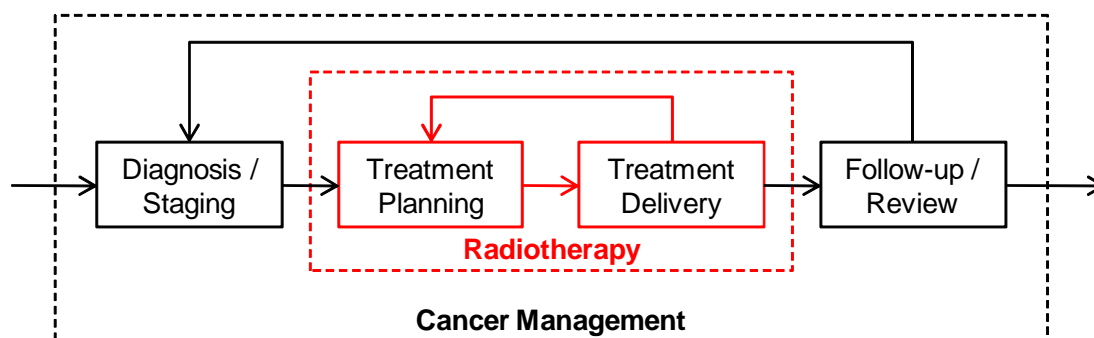 Diagnosis /
Staging
Treatment
Planning
Treatment
Delivery
Follow-up /
Review
Radiotherapy
Cancer Management